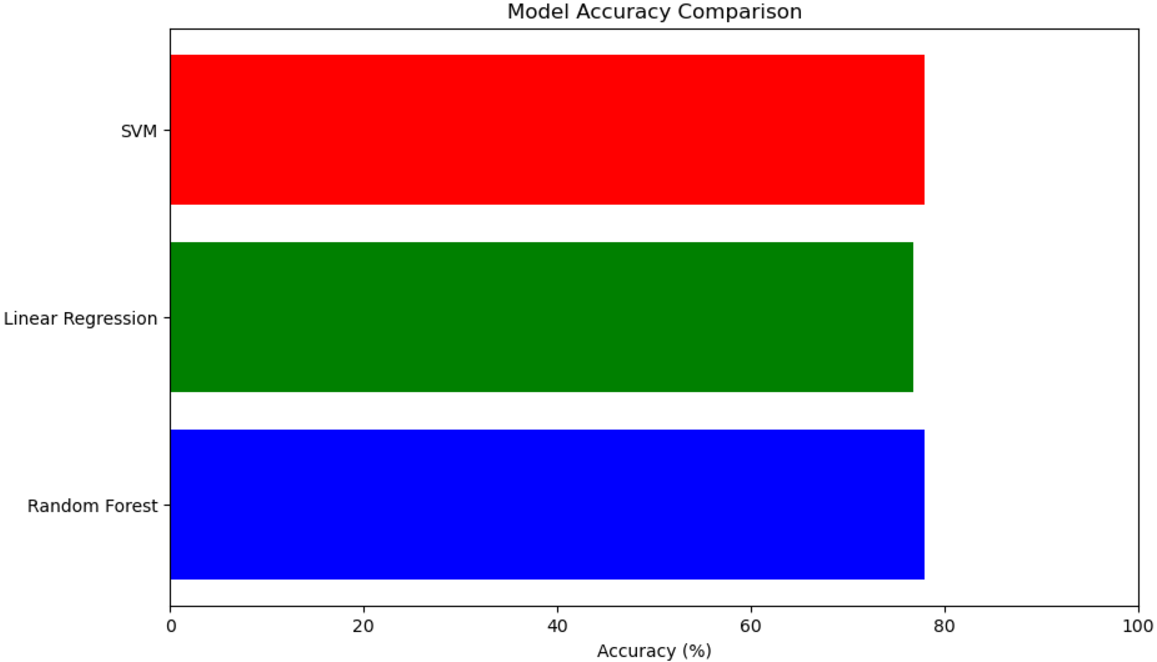 Model Accuracy Comparison
SVM
Linear Regression
Random Forest
0 20 40 60 80 100
Accuracy (%)